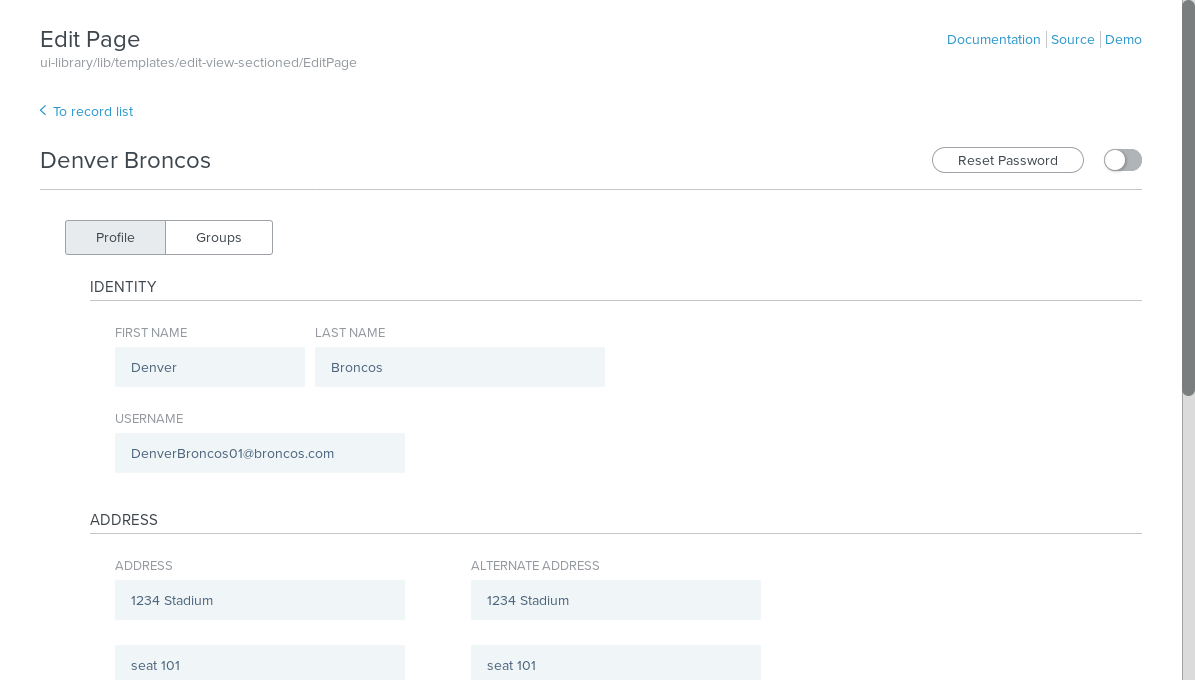 Edit Page
Documentation Source Demo
ui-library/lib/templates/edit-view-sectioned/EditPage
To record list
Denver Broncos
Reset Password
Profile Groups
IDENTITY
FIRST NAME LAST NAME
Denver Broncos
USERNAME
DenverBroncos01@broncos.com
ADDRESS
ADDRESS ALTERNATE ADDRESS
1234 Stadium 1234 Stadium
seat 101 seat 101